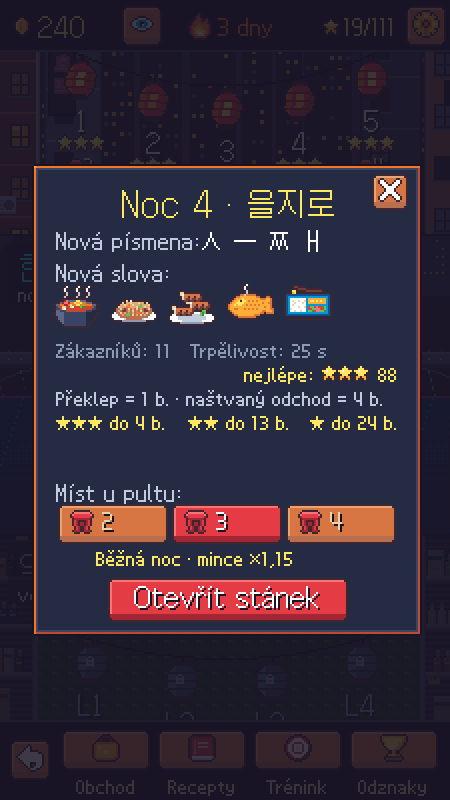 240
3 dny
★19/111
1
2
3
4
5
Noc 4 · 을지로
Nová písmena: ㅅ ㅡ ㅉ ㅐ
Nová slova:
Zákazníků: 11 Trpělivost: 25 s
nejlépe: ★★★ 88
Překlep = 1 b. · naštvaný odchod = 4 b.
★★★ do 4 b. ★★ do 13 b. ★ do 24 b.
Míst u pultu:
2 3 4
Běžná noc · mince ×1,15
Otevřít stánek
L1
L4
Obchod Recepty Trénink Odznaky